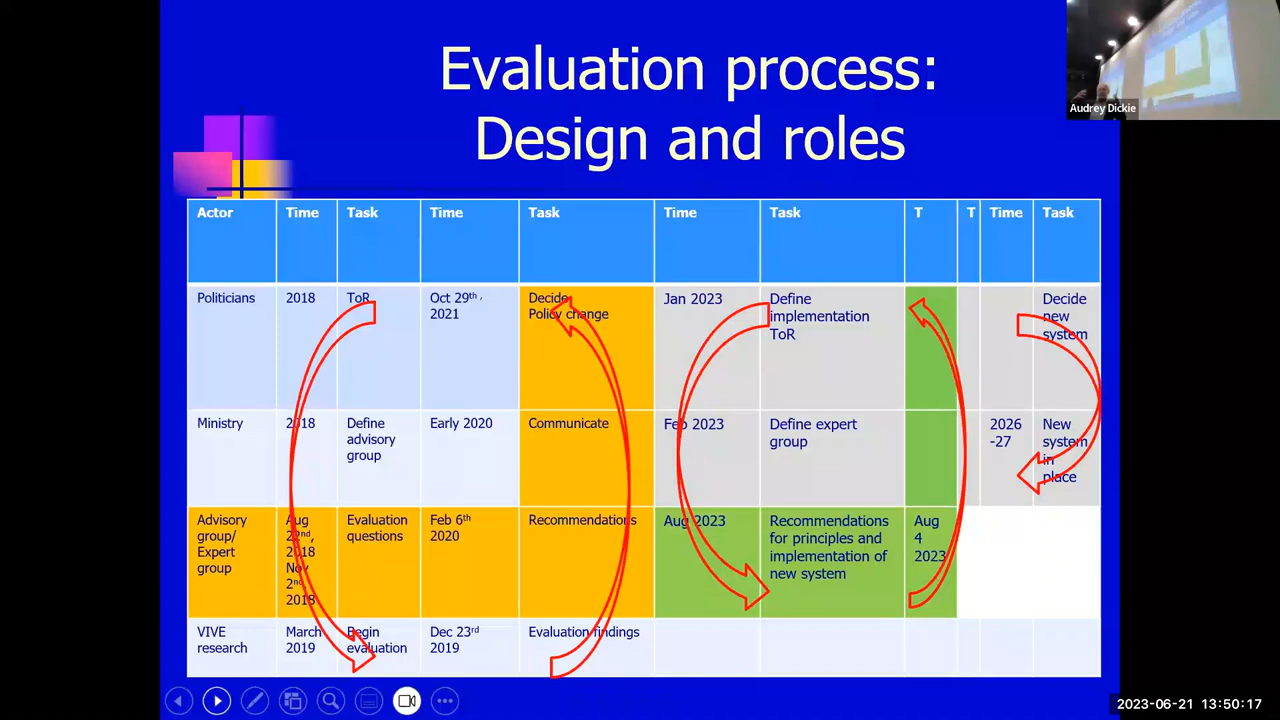 Evaluation process:
Design and roles
Audrey Dickie
Actor Time Task Time Task Time Task T T Time Task
Politicians 2018 ToR Oct 29th, Decide Jan 2023 Define Decide
2021 Policy change implementation new
ToR system
Ministry 2018 Define Early 2020 Communicate Feb 2023 Define expert 2026 New
advisory group -27 system
group in
place
Advisory Aug Evaluation Feb 6th Recommendations Aug 2023 Recommendations Aug
group/ 22nd, questions 2020 for principles and 4
Expert 2018 implementation of 2023
group Nov new system
2nd
2018
VIVE March Begin Dec 23rd Evaluation findings
research 2019 evaluation 2019
2023-06-21 13:50:17